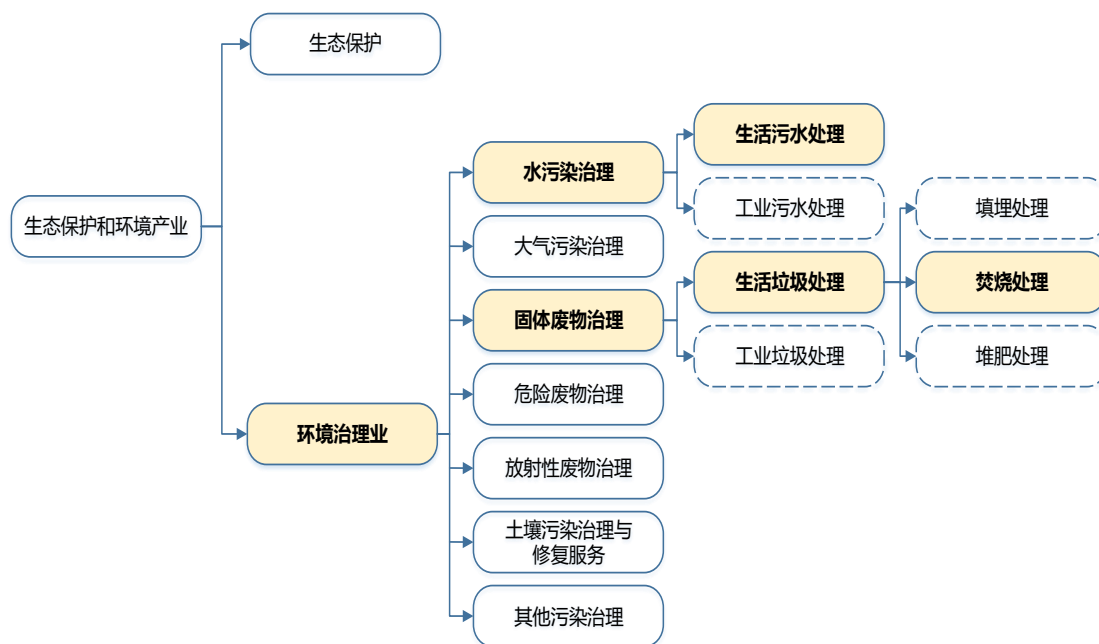 生态保护
生态保护和环境产业
环境治理业
水污染治理
大气污染治理
固体废物治理
危险废物治理
放射性废物治理
土壤污染治理与
修复服务
其他污染治理
生活污水处理
工业污水处理
生活垃圾处理
工业垃圾处理
填埋处理
焚烧处理
堆肥处理